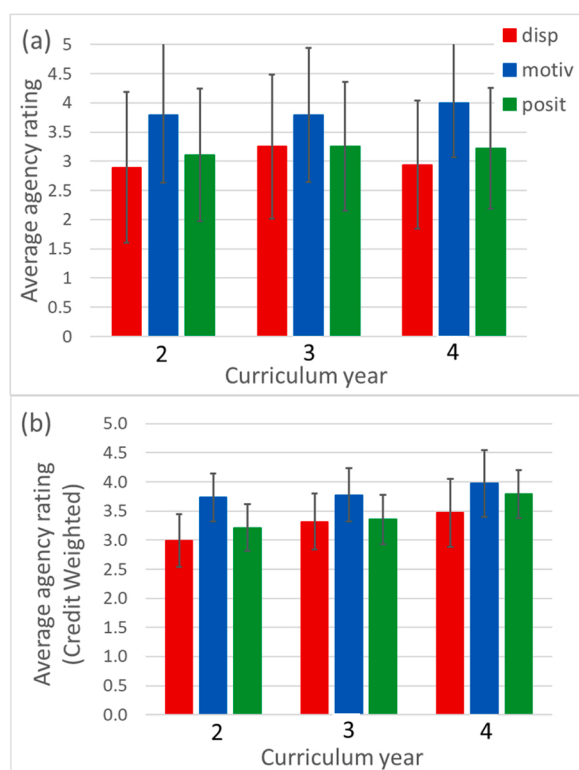 (a)
disp
motiv
posit
5
4.5
4
3.5
3
2.5
2
1.5
1
0.5
0
Average agency rating
2 3 4
Curriculum year
(b)
5.0
4.5
4.0
3.5
3.0
2.5
2.0
1.5
1.0
0.5
0.0
Average agency rating
(Credit Weighted)
2 3 4
Curriculum year